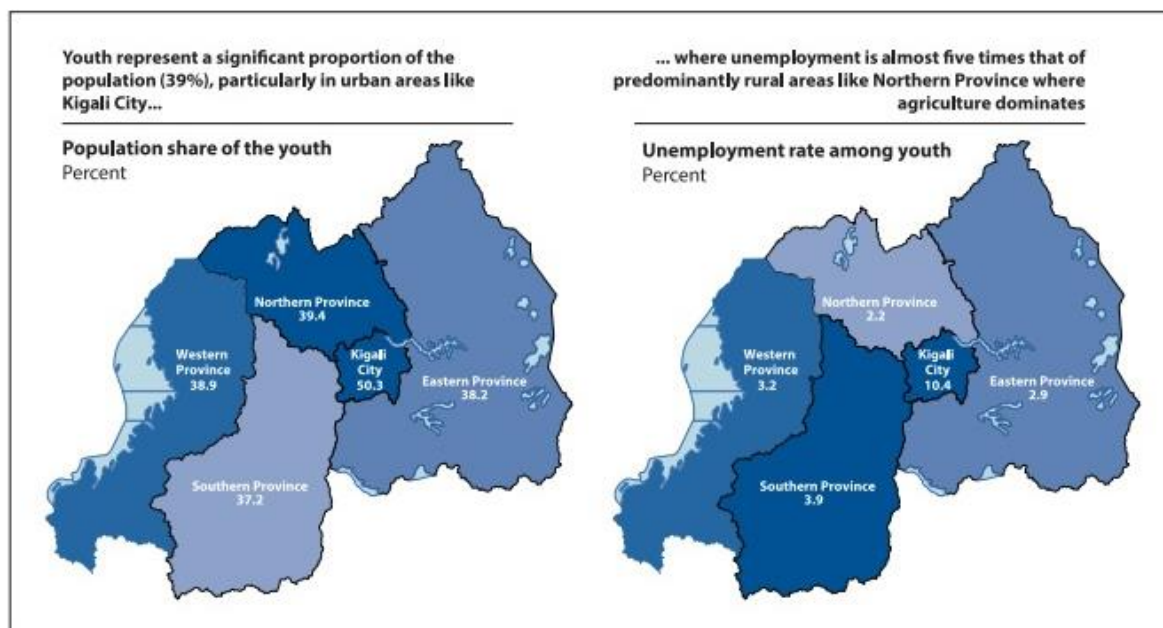 Youth represent a significant proportion of the
population (39%), particularly in urban areas like
Kigali City...
Population share of the youth
Percent
Northern Province
39.4
Western
Province
38.9
Kigali
City
50.3
Eastern Province
38.2
Southern Province
37.2
... where unemployment is almost five times that of
predominantly rural areas like Northern Province where
agriculture dominates
Unemployment rate among youth
Percent
Northern Province
2.2
Western
Province
3.2
Kigali
City
10.4
Eastern Province
2.9
Southern Province
3.9